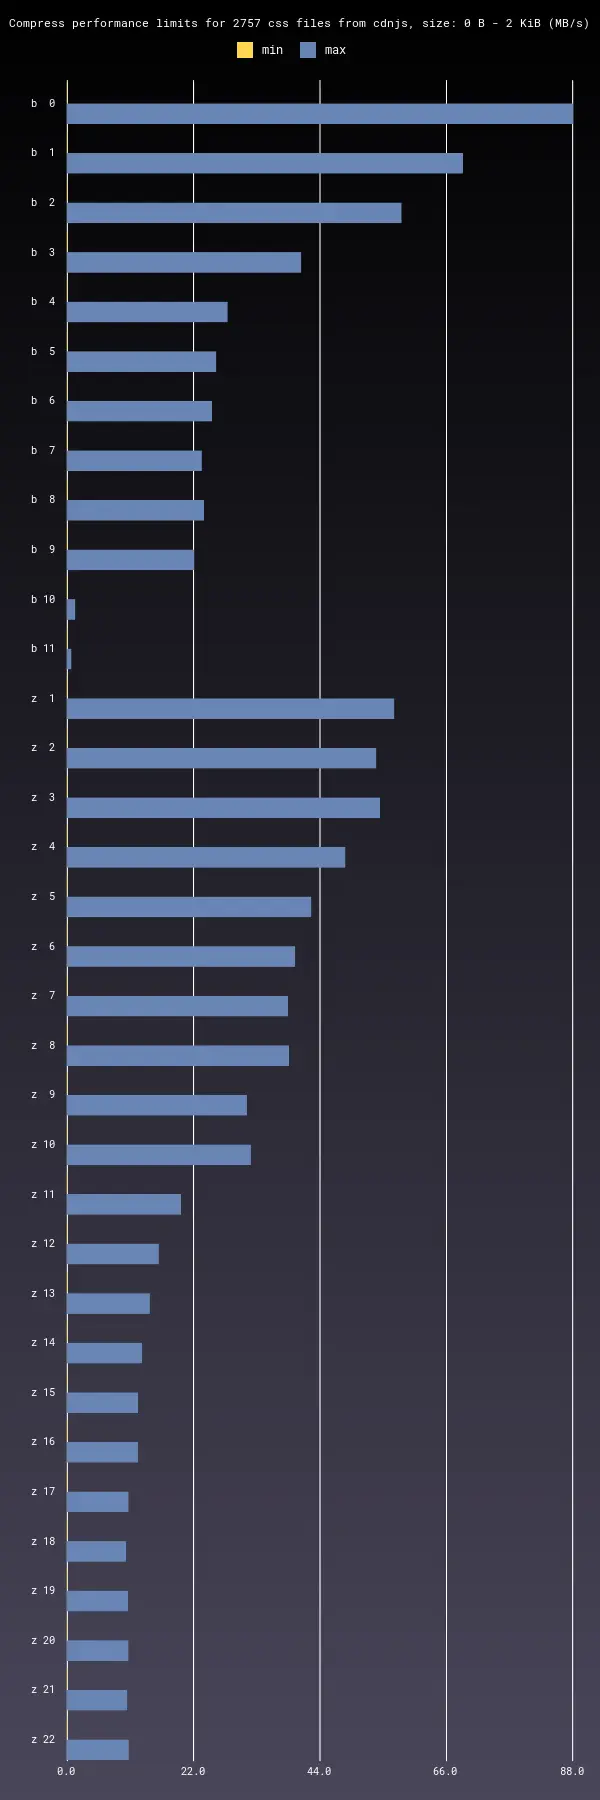 Compress performance limits for 2757 css files from cdnjs, size: 0 B - 2 KiB (MB/s)
min max
b 0
b 1
b 2
b 3
b 4
b 5
b 6
b 7
b 8
b 9
b 10
b 11
z 1
z 2
z 3
z 4
z 5
z 6
z 7
z 8
z 9
z 10
z 11
z 12
z 13
z 14
z 15
z 16
z 17
z 18
z 19
z 20
z 21
z 22
0.0 22.0 44.0 66.0 88.0